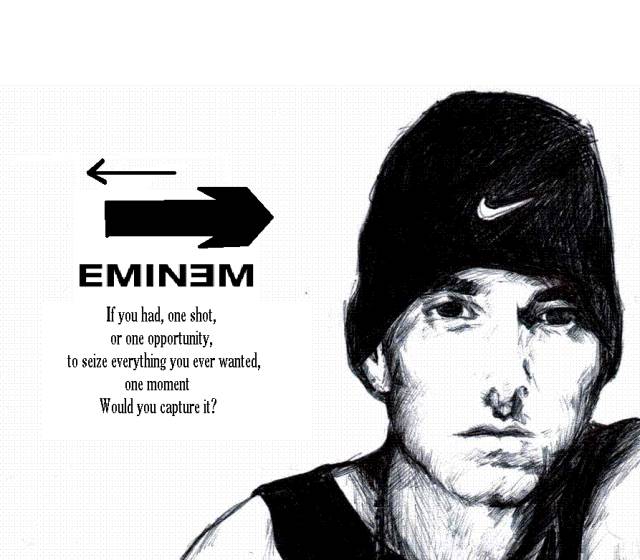 EMINƎM
If you had, one shot,
or one opportunity,
to seize everything you ever wanted,
one moment
Would you capture it?